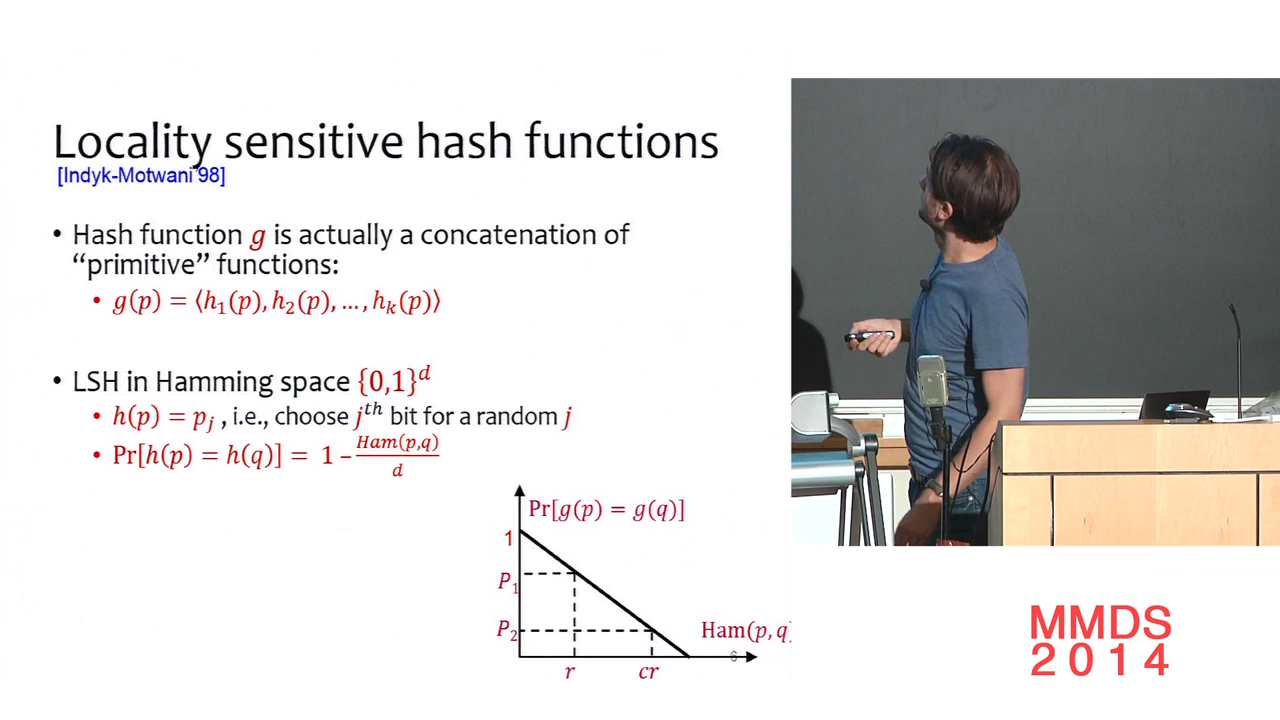 Locality sensitive hash functions
[Indyk-Motwani'98]
• Hash function g is actually a concatenation of
“primitive” functions:
• g(p) = ⟨h₁(p), h₂(p), …, hₖ(p)⟩
• LSH in Hamming space {0,1}ᵈ
• h(p) = pⱼ , i.e., choose jᵗʰ bit for a random j
• Pr[h(p) = h(q)] = 1 – Ham(p,q)/d
Pr[g(p) = g(q)]
1
P₁
P₂
Ham(p, q)
6
r cr
MMDS
2014